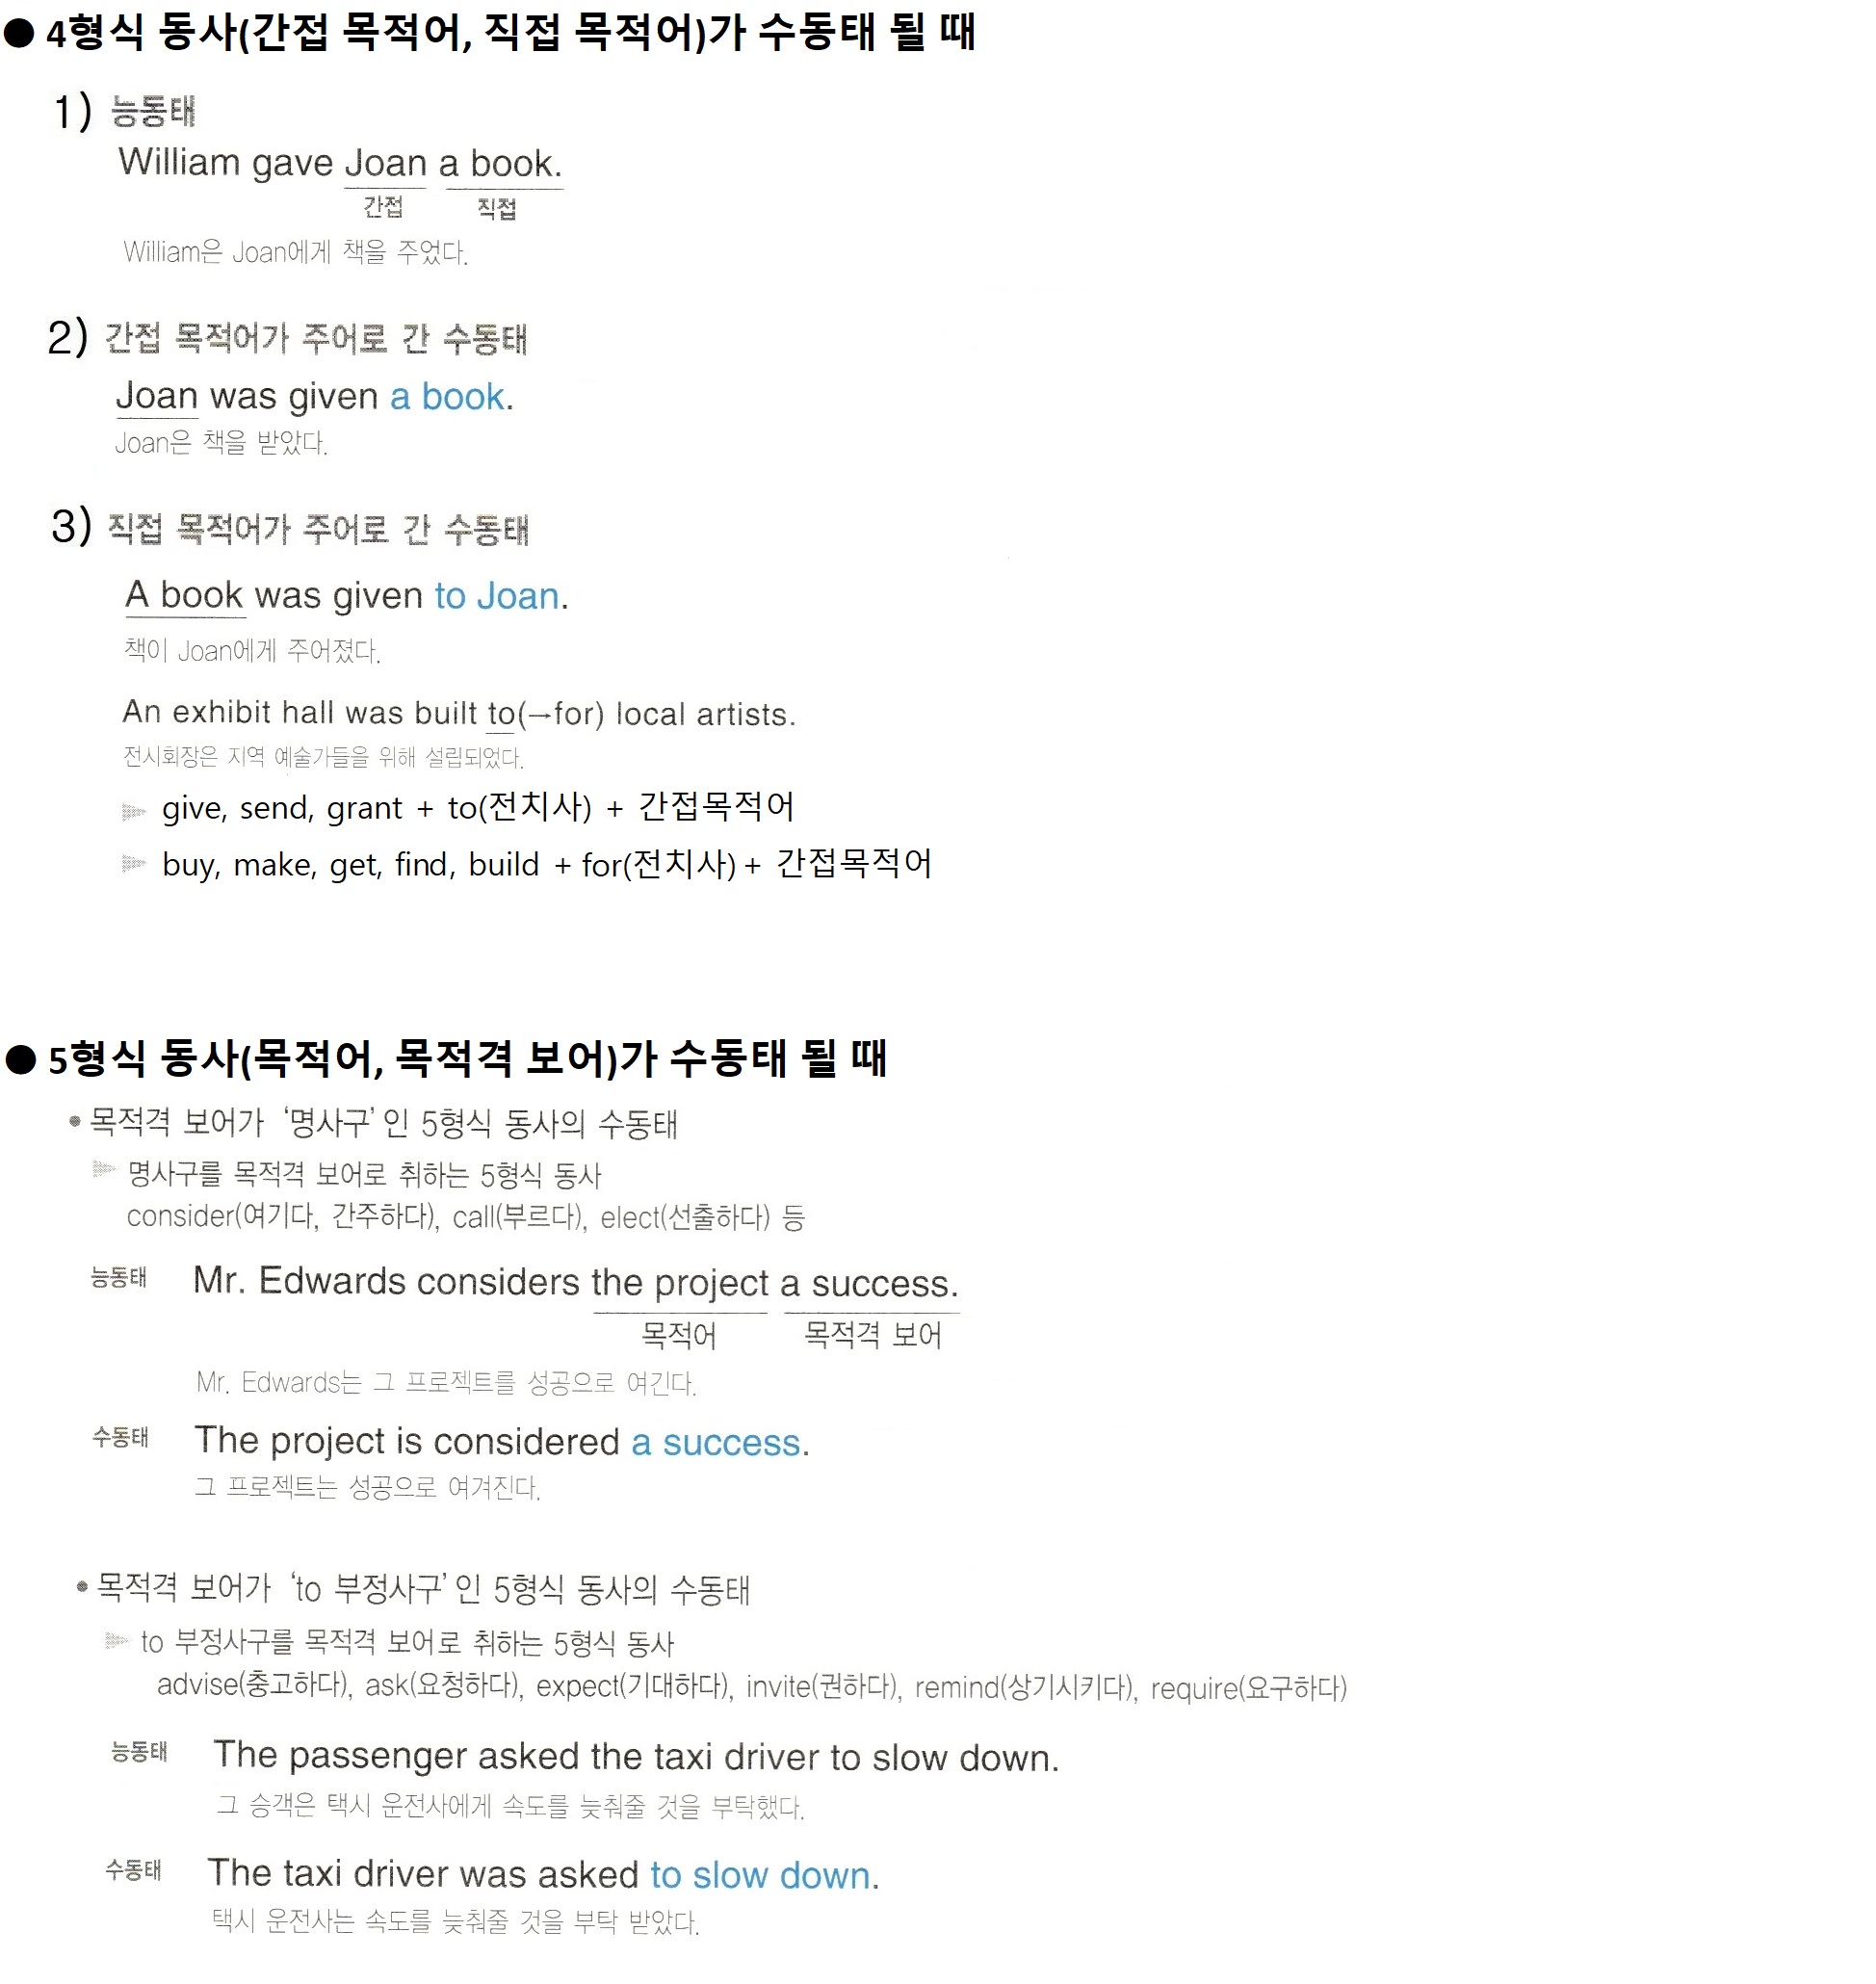 ● 4형식 동사(간접 목적어, 직접 목적어)가 수동태 될 때
1) 능동태
William gave Joan a book.
간접 직접
William은 Joan에게 책을 주었다.
2) 간접 목적어가 주어로 간 수동태
Joan was given a book.
Joan은 책을 받았다.
3) 직접 목적어가 주어로 간 수동태
A book was given to Joan.
책이 Joan에게 주어졌다.
An exhibit hall was built to(→for) local artists.
전시회장은 지역 예술가들을 위해 설립되었다.
give, send, grant + to(전치사) + 간접목적어
buy, make, get, find, build + for(전치사) + 간접목적어
● 5형식 동사(목적어, 목적격 보어)가 수동태 될 때
• 목적격 보어가 '명사구'인 5형식 동사의 수동태
명사구를 목적격 보어로 취하는 5형식 동사
consider(여기다, 간주하다), call(부르다), elect(선출하다) 등
능동태 Mr. Edwards considers the project a success.
목적어 목적격 보어
Mr. Edwards는 그 프로젝트를 성공으로 여긴다.
수동태 The project is considered a success.
그 프로젝트는 성공으로 여겨진다.
• 목적격 보어가 'to 부정사구'인 5형식 동사의 수동태
to 부정사구를 목적격 보어로 취하는 5형식 동사
advise(충고하다), ask(요청하다), expect(기대하다), invite(권하다), remind(상기시키다), require(요구하다)
능동태 The passenger asked the taxi driver to slow down.
그 승객은 택시 운전사에게 속도를 늦춰줄 것을 부탁했다.
수동태 The taxi driver was asked to slow down.
택시 운전사는 속도를 늦춰줄 것을 부탁 받았다.